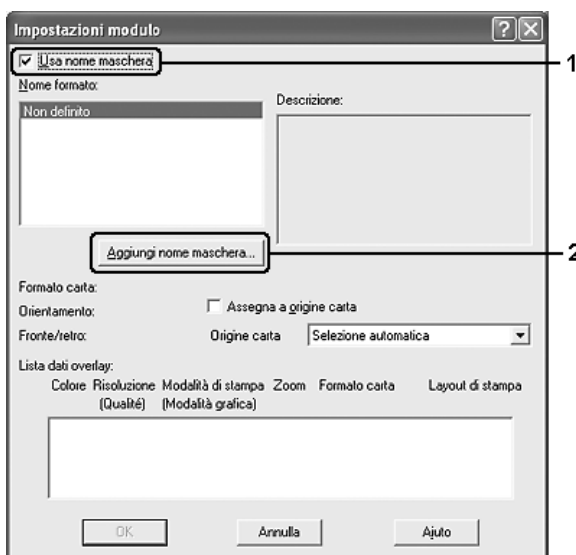 Impostazioni modulo
Usa nome maschera
1
Nome formato:
Descrizione:
Non definito
Aggiungi nome maschera...
2
Formato carta:
Orientamento:
Assegna a origine carta
Fronte/retro:
Origine carta
Selezione automatica
Lista dati overlay:
Colore Risoluzione Modalità di stampa Zoom Formato carta Layout di stampa
(Qualité) (Modalità grafica)
OK
Annulla
Aiuto